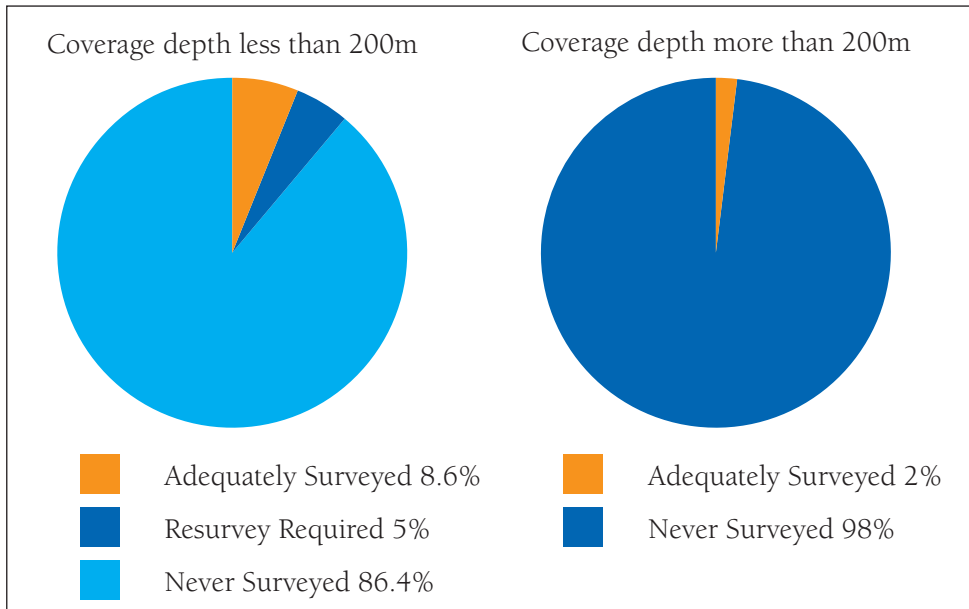 Coverage depth less than 200m
Adequately Surveyed 8.6%
Resurvey Required 5%
Never Surveyed 86.4%
Coverage depth more than 200m
Adequately Surveyed 2%
Never Surveyed 98%